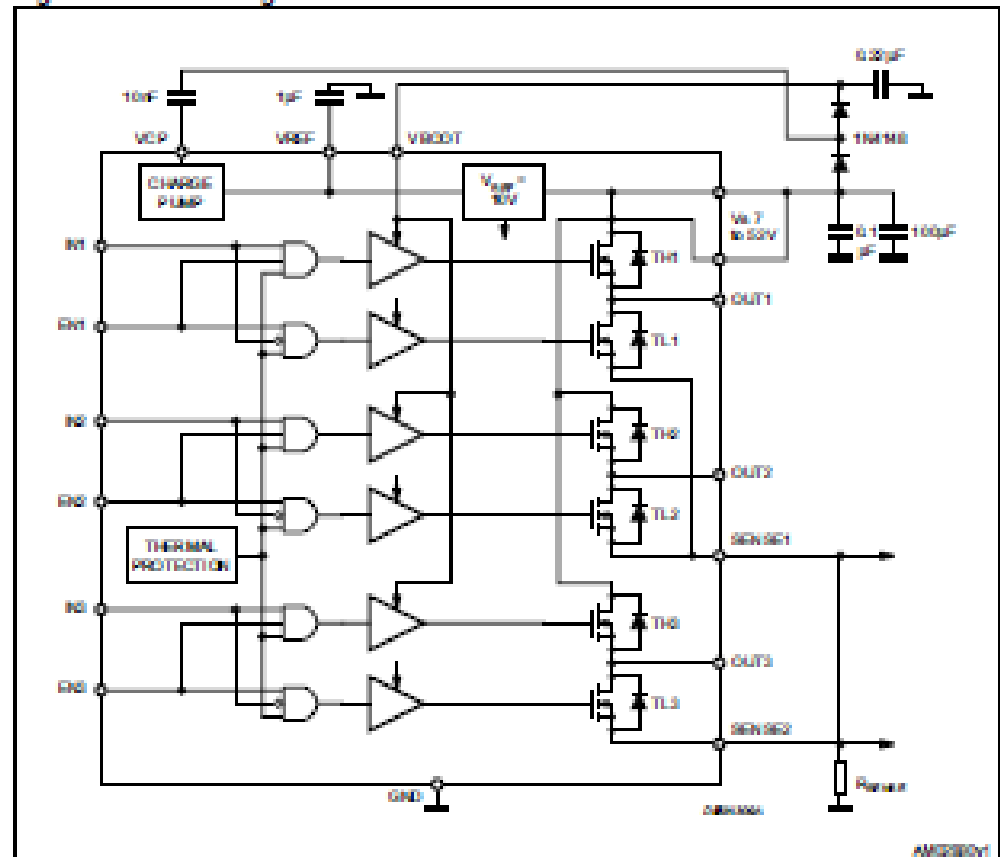 0.22µF
10nF
1µF
VCP
VREF
VBOOT
1N4148
CHARGE
PUMP
10V
Vs 7
to 52V
0.1
µF
100µF
IN1
TH1
OUT1
EN1
TL1
IN2
TH2
OUT2
EN2
TL2
SENSE1
THERMAL
PROTECTION
IN3
TH3
OUT3
EN3
TL3
SENSE2
GND